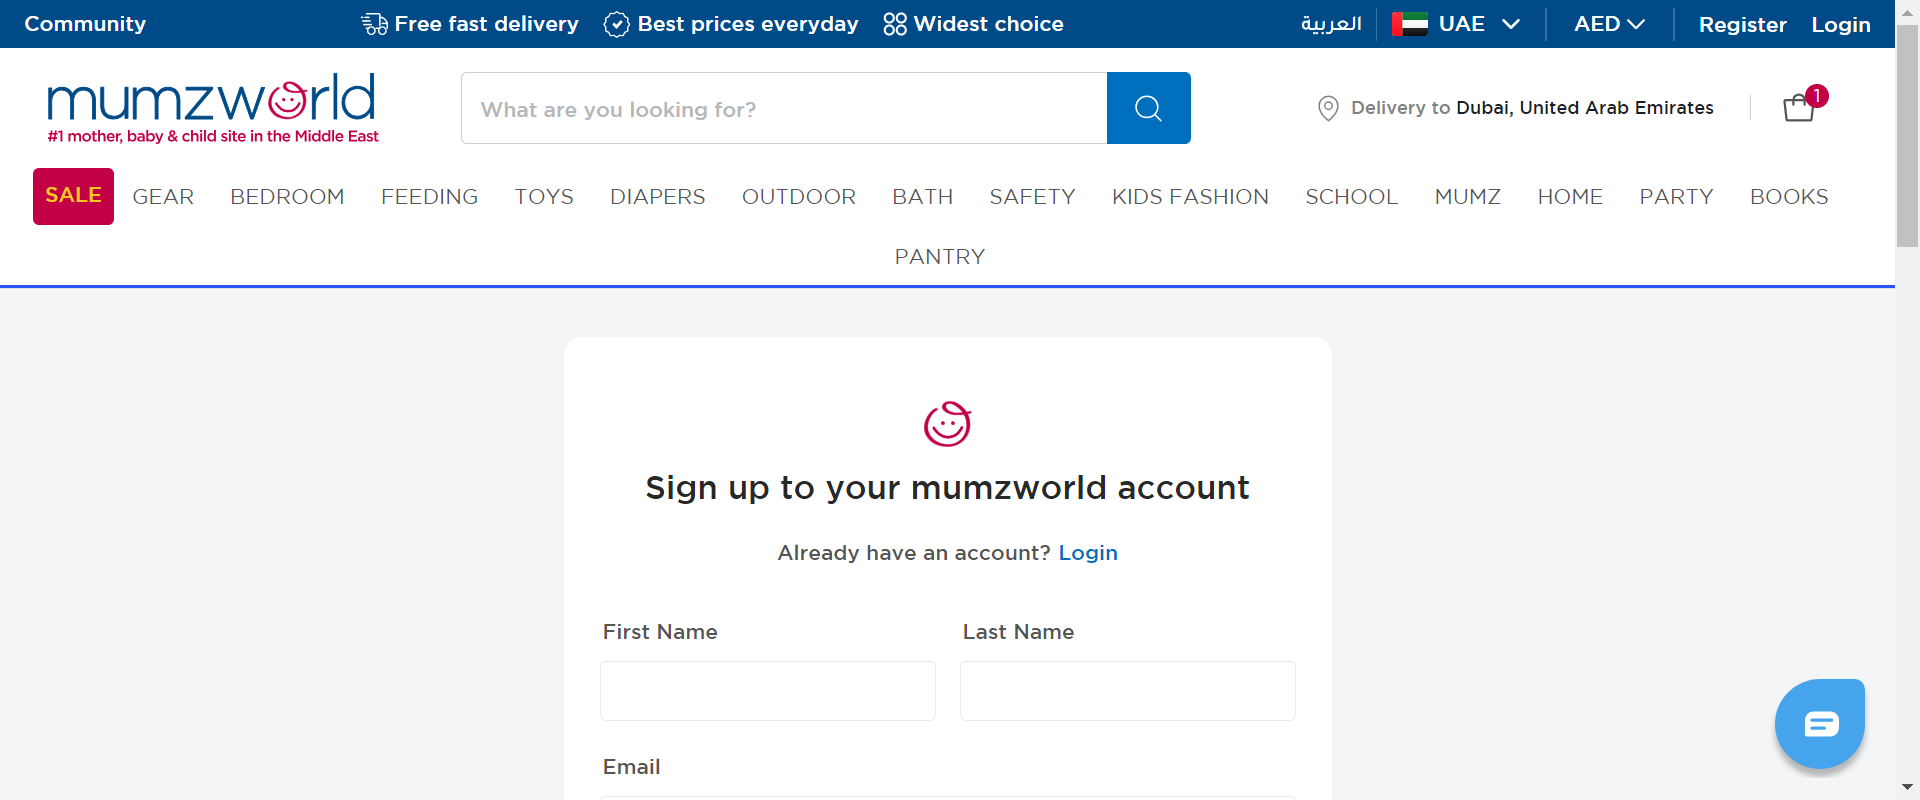 Community
Free fast delivery
Best prices everyday
Widest choice
العربية
UAE
AED
Register
Login
mumzworld
#1 mother, baby & child site in the Middle East
What are you looking for?
Delivery to Dubai, United Arab Emirates
1
SALE
GEAR
BEDROOM
FEEDING
TOYS
DIAPERS
OUTDOOR
BATH
SAFETY
KIDS FASHION
SCHOOL
MUMZ
HOME
PARTY
BOOKS
PANTRY
Sign up to your mumzworld account
Already have an account? Login
First Name
Last Name
Email